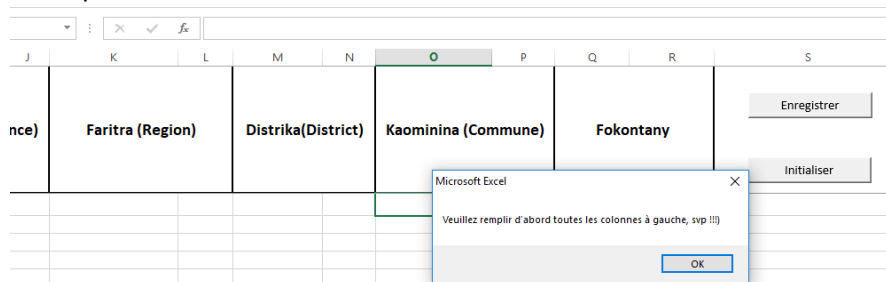 fx
J K L M N O P Q R S
nce) Faritra (Region) Distrika(District) Kaominina (Commune) Fokontany
Enregistrer
Initialiser
Microsoft Excel
Veuillez remplir d'abord toutes les colonnes à gauche, svp !!!)
OK